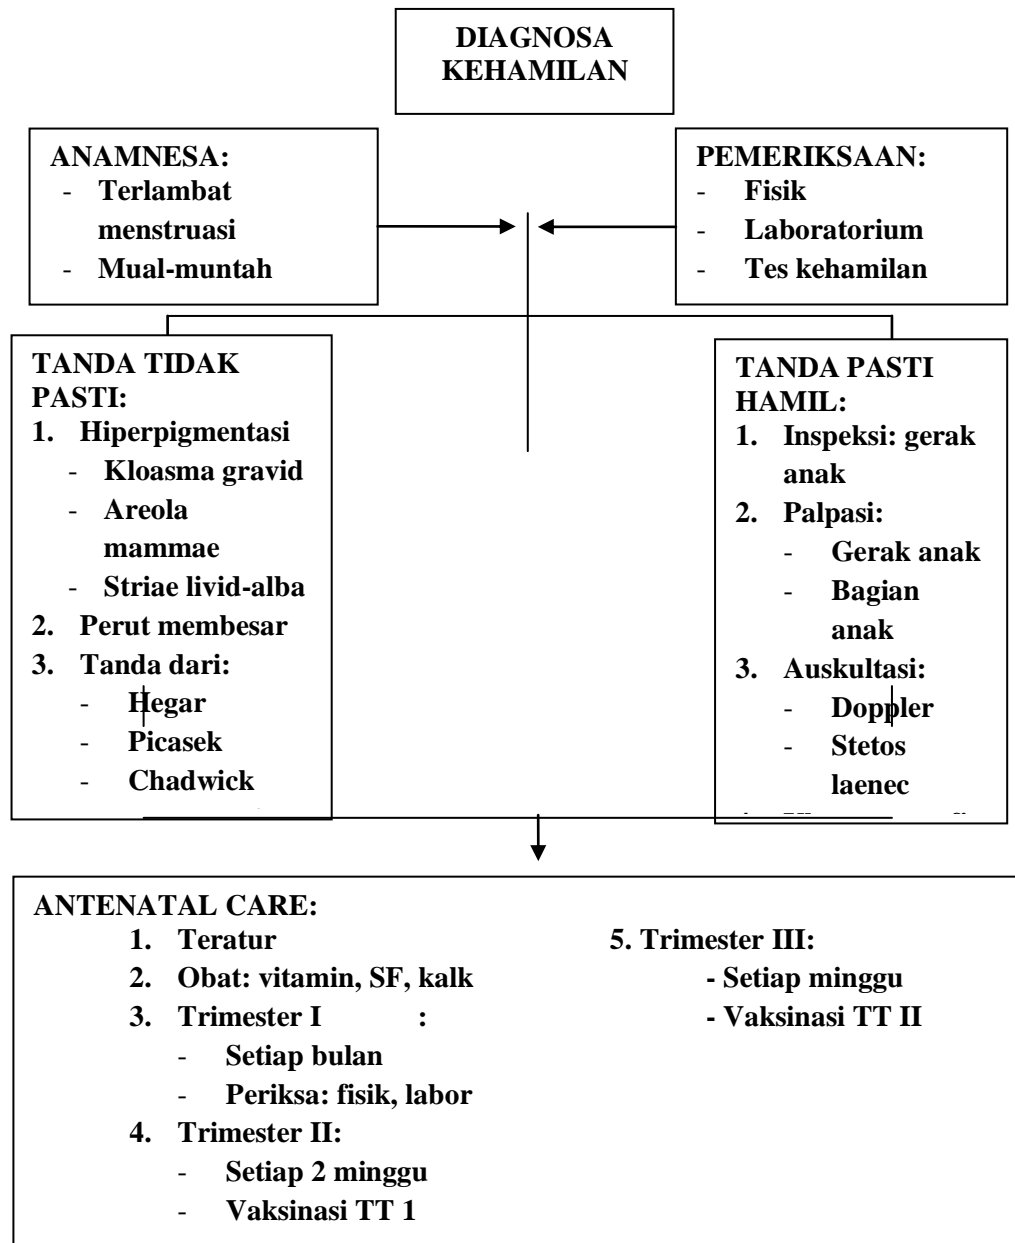 DIAGNOSA
KEHAMILAN
ANAMNESA:
- Terlambat
menstruasi
- Mual-muntah
PEMERIKSAAN:
- Fisik
- Laboratorium
- Tes kehamilan
TANDA TIDAK
PASTI:
1. Hiperpigmentasi
- Kloasma gravid
- Areola
mammae
- Striae livid-alba
2. Perut membesar
3. Tanda dari:
- Hegar
- Picasek
- Chadwick
TANDA PASTI
HAMIL:
1. Inspeksi: gerak
anak
2. Palpasi:
- Gerak anak
- Bagian
anak
3. Auskultasi:
- Doppler
- Stetos
laenec
ANTENATAL CARE:
1. Teratur
2. Obat: vitamin, SF, kalk
3. Trimester I :
- Setiap bulan
- Periksa: fisik, labor
4. Trimester II:
- Setiap 2 minggu
- Vaksinasi TT 1
5. Trimester III:
- Setiap minggu
- Vaksinasi TT II